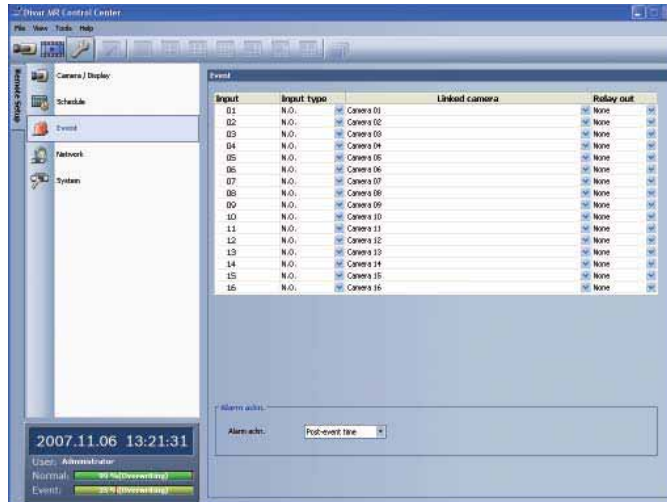 Divar MR Control Center
File View Tools Help
Remote Setup
Camera / Display
Schedule
Event
Network
System
Event
Input Input type Linked camera Relay out
01 N.O. Camera 01 None
02 N.O. Camera 02 None
03 N.O. Camera 03 None
04 N.O. Camera 04 None
05 N.O. Camera 05 None
06 N.O. Camera 06 None
07 N.O. Camera 07 None
08 N.O. Camera 08 None
09 N.O. Camera 09 None
10 N.O. Camera 10 None
11 N.O. Camera 11 None
12 N.O. Camera 12 None
13 N.O. Camera 13 None
14 N.O. Camera 14 None
15 N.O. Camera 15 None
16 N.O. Camera 16 None
Alarm ackn.
Alarm ackn. Post-event time
2007.11.06 13:21:31
User: Administrator
Normal: %(Overwriting)
Event: %(Overwriting)